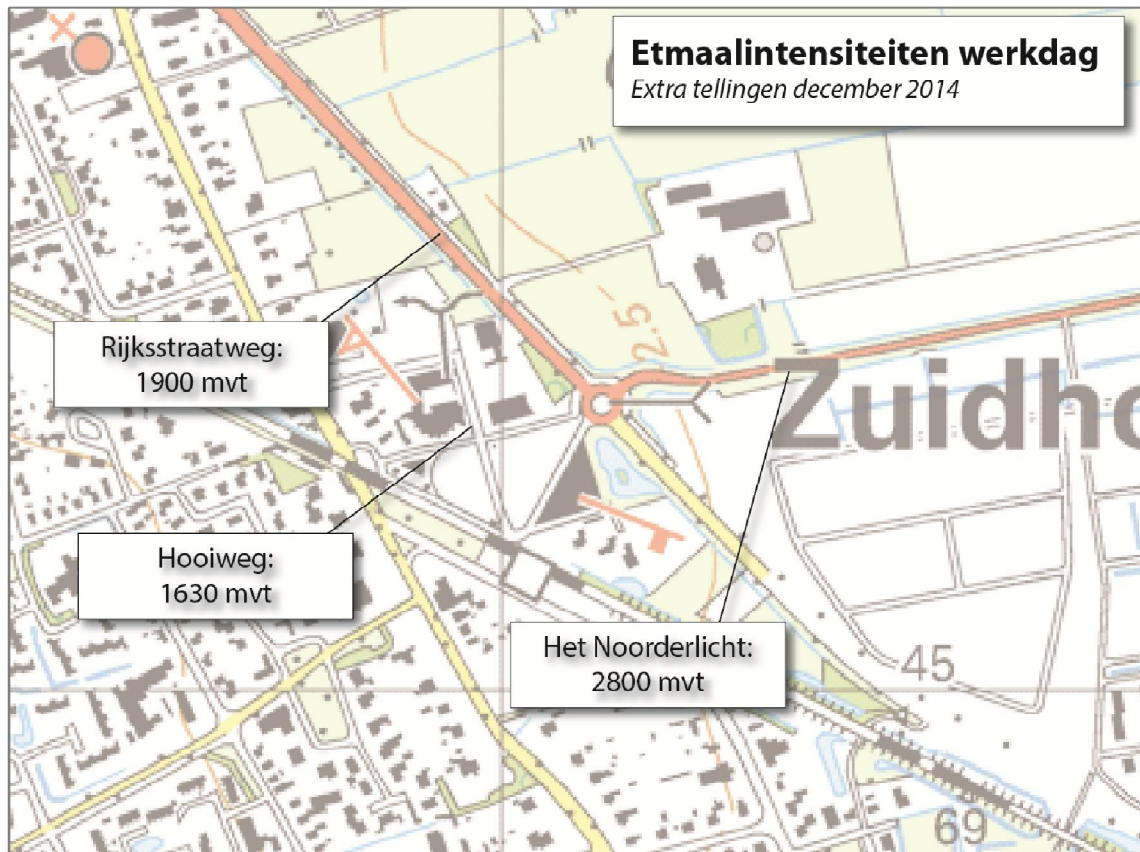 Etmaalintensiteiten werkdag
Extra tellingen december 2014
2.5
Rijksstraatweg:
1900 mvt
Zuidho
Hooiweg:
1630 mvt
Het Noorderlicht:
2800 mvt
45
69